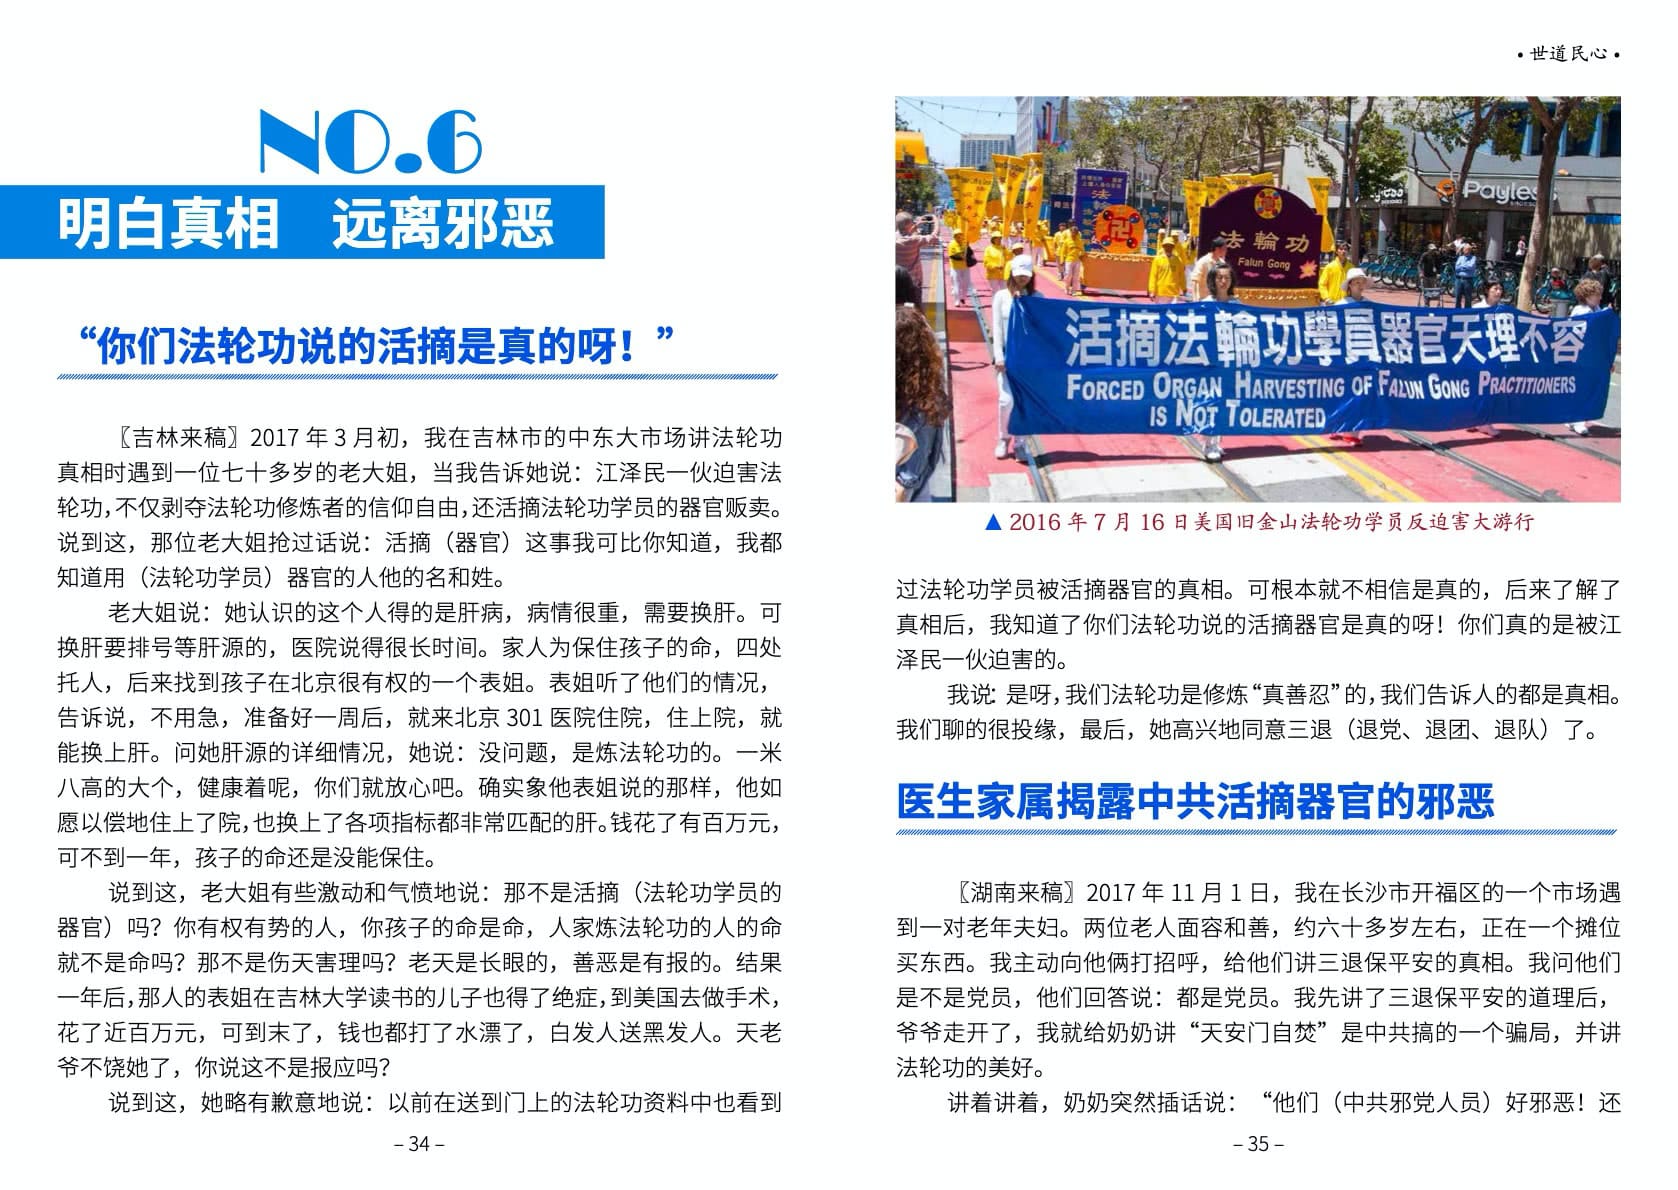 NO.6
明白真相　远离邪恶
“你们法轮功说的活摘是真的呀！”
〖吉林来稿〗2017 年 3 月初，我在吉林市的中东大市场讲法轮功
真相时遇到一位七十多岁的老大姐，当我告诉她说：江泽民一伙迫害法
轮功，不仅剥夺法轮功修炼者的信仰自由，还活摘法轮功学员的器官贩卖。
说到这，那位老大姐抢过话说：活摘（器官）这事我可比你知道，我都
知道用（法轮功学员）器官的人他的名和姓。
老大姐说：她认识的这个人得的是肝病，病情很重，需要换肝。可
换肝要排号等肝源的，医院说得很长时间。家人为保住孩子的命，四处
托人，后来找到孩子在北京很有权的一个表姐。表姐听了他们的情况，
告诉说，不用急，准备好一周后，就来北京 301 医院住院，住上院，就
能换上肝。问她肝源的详细情况，她说：没问题，是炼法轮功的。一米
八高的大个，健康着呢，你们就放心吧。确实象他表姐说的那样，他如
愿以偿地住上了院，也换上了各项指标都非常匹配的肝。钱花了有百万元，
可不到一年，孩子的命还是没能保住。
说到这，老大姐有些激动和气愤地说：那不是活摘（法轮功学员的
器官）吗？你有权有势的人，你孩子的命是命，人家炼法轮功的人的命
就不是命吗？那不是伤天害理吗？老天是长眼的，善恶是有报的。结果
一年后，那人的表姐在吉林大学读书的儿子也得了绝症，到美国去做手术，
花了近百万元，可到末了，钱也都打了水漂了，白发人送黑发人。天老
爷不饶她了，你说这不是报应吗？
说到这，她略有歉意地说：以前在送到门上的法轮功资料中也看到
– 34 –
• 世道民心 •
Payless
法輪功
Falun Gong
活摘法輪功學員器官天理不容
FORCED ORGAN HARVESTING OF FALUN GONG PRACTITIONERS
IS NOT TOLERATED
▲ 2016 年 7 月 16 日美国旧金山法轮功学员反迫害大游行
过法轮功学员被活摘器官的真相。可根本就不相信是真的，后来了解了
真相后，我知道了你们法轮功说的活摘器官是真的呀！你们真的是被江
泽民一伙迫害的。
我说：是呀，我们法轮功是修炼“真善忍”的，我们告诉人的都是真相。
我们聊的很投缘，最后，她高兴地同意三退（退党、退团、退队）了。
医生家属揭露中共活摘器官的邪恶
〖湖南来稿〗2017 年 11 月 1 日，我在长沙市开福区的一个市场遇
到一对老年夫妇。两位老人面容和善，约六十多岁左右，正在一个摊位
买东西。我主动向他俩打招呼，给他们讲三退保平安的真相。我问他们
是不是党员，他们回答说：都是党员。我先讲了三退保平安的道理后，
爷爷走开了，我就给奶奶讲“天安门自焚”是中共搞的一个骗局，并讲
法轮功的美好。
讲着讲着，奶奶突然插话说：“他们（中共邪党人员）好邪恶！还
– 35 –